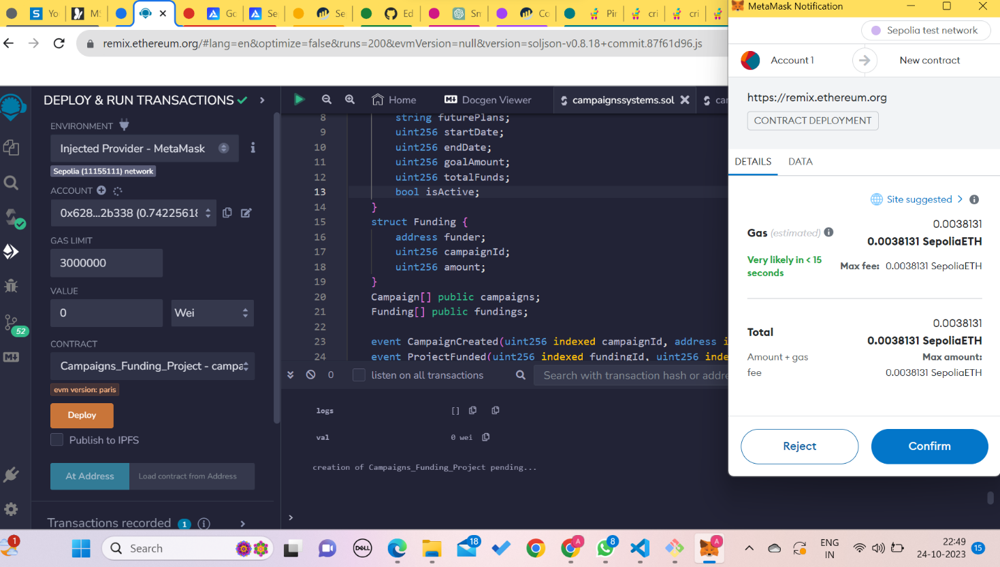 Yo
M
Go
Se
Se
Ed
Sm
Co
Pir
cri
cri
remix.ethereum.org/#lang=en&optimize=false&runs=200&evmVersion=null&version=soljson-v0.8.18+commit.87f61d96.js
DEPLOY & RUN TRANSACTIONS
ENVIRONMENT
Injected Provider - MetaMask
Sepolia (11155111) network
ACCOUNT
0x628...2b338 (0.7422561
GAS LIMIT
3000000
VALUE
0
Wei
CONTRACT
Campaigns_Funding_Project - campa
evm version: paris
Deploy
Publish to IPFS
At Address
Load contract from Address
Transactions recorded 1
52
Home
Docgen Viewer
campaignssystems.sol
car
8 string futurePlans;
9 uint256 startDate;
10 uint256 endDate;
11 uint256 goalAmount;
12 uint256 totalFunds;
13 bool isActive;
14 }
15 struct Funding {
16 address funder;
17 uint256 campaignId;
18 uint256 amount;
19 }
20 Campaign[] public campaigns;
21 Funding[] public fundings;
22
23 event CampaignCreated(uint256 indexed campaignId, address i
24 event ProjectFunded(uint256 indexed fundingId, uint256 inde
0
listen on all transactions
Search with transaction hash or addre
logs []
val 0 wei
creation of Campaigns_Funding_Project pending...
>
MetaMask Notification
Sepolia test network
Account 1
New contract
https://remix.ethereum.org
CONTRACT DEPLOYMENT
DETAILS
DATA
Site suggested >
0.0038131
Gas (estimated)
0.0038131 SepoliaETH
Very likely in < 15 seconds
Max fee: 0.0038131 SepoliaETH
0.0038131
Total
0.0038131 SepoliaETH
Amount + gas fee
Max amount:
0.0038131 SepoliaETH
Reject
Confirm
1
Search
DELL
18
A
8
A
ENG
IN
22:49
24-10-2023
15